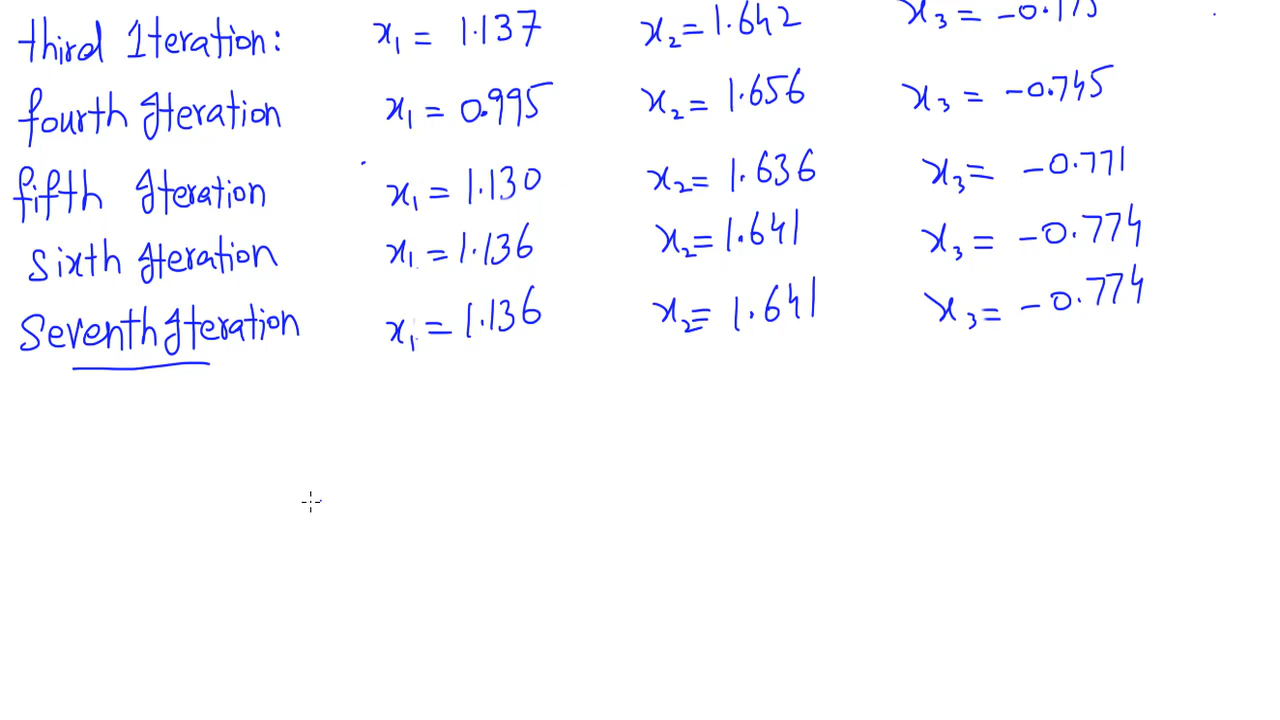 third Iteration: x₁ = 1.137 x₂ = 1.642 x₃ =
fourth Iteration x₁ = 0.995 x₂ = 1.656 x₃ = -0.745
fifth Iteration x₁ = 1.130 x₂ = 1.636 x₃ = -0.771
Sixth Iteration x₁ = 1.136 x₂ = 1.641 x₃ = -0.774
Seventh Iteration x₁ = 1.136 x₂ = 1.641 x₃ = -0.774